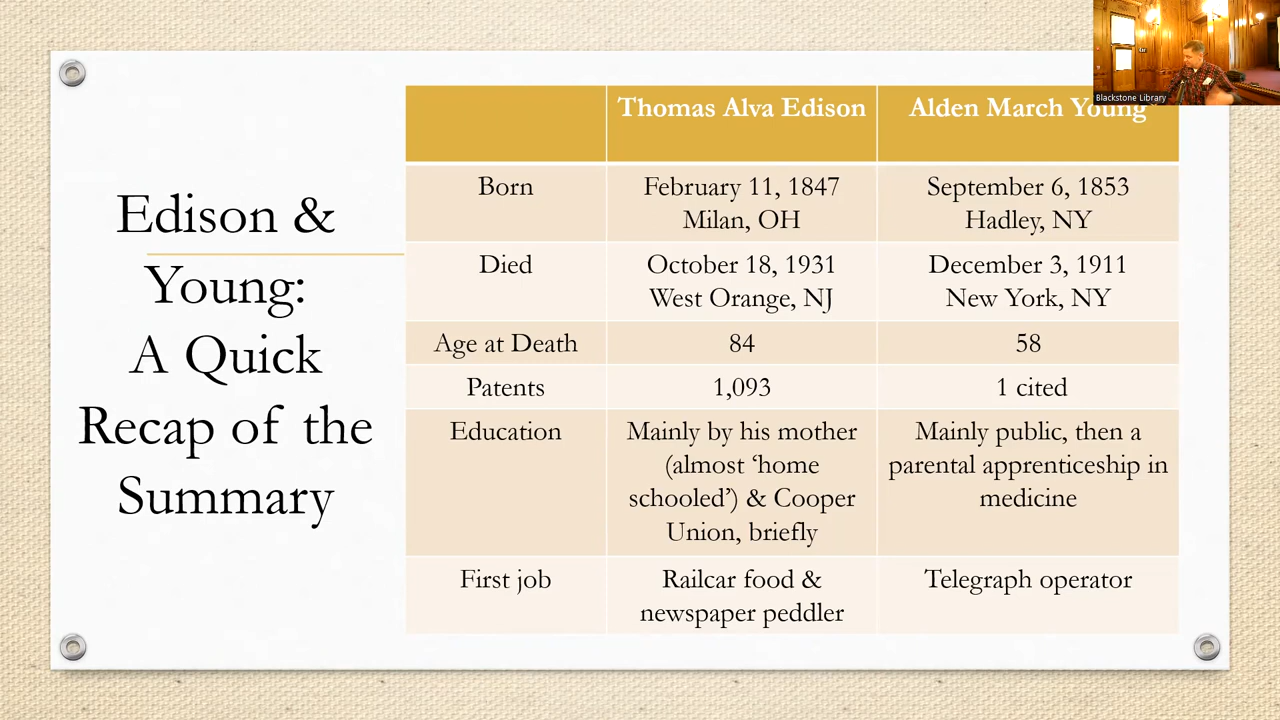 Blackstone Library
Edison &
Young:
A Quick
Recap of the
Summary
Thomas Alva Edison
Alden March Young
Born
February 11, 1847
Milan, OH
September 6, 1853
Hadley, NY
Died
October 18, 1931
West Orange, NJ
December 3, 1911
New York, NY
Age at Death
84
58
Patents
1,093
1 cited
Education
Mainly by his mother
(almost ‘home
schooled’) & Cooper
Union, briefly
Mainly public, then a
parental apprenticeship in
medicine
First job
Railcar food &
newspaper peddler
Telegraph operator